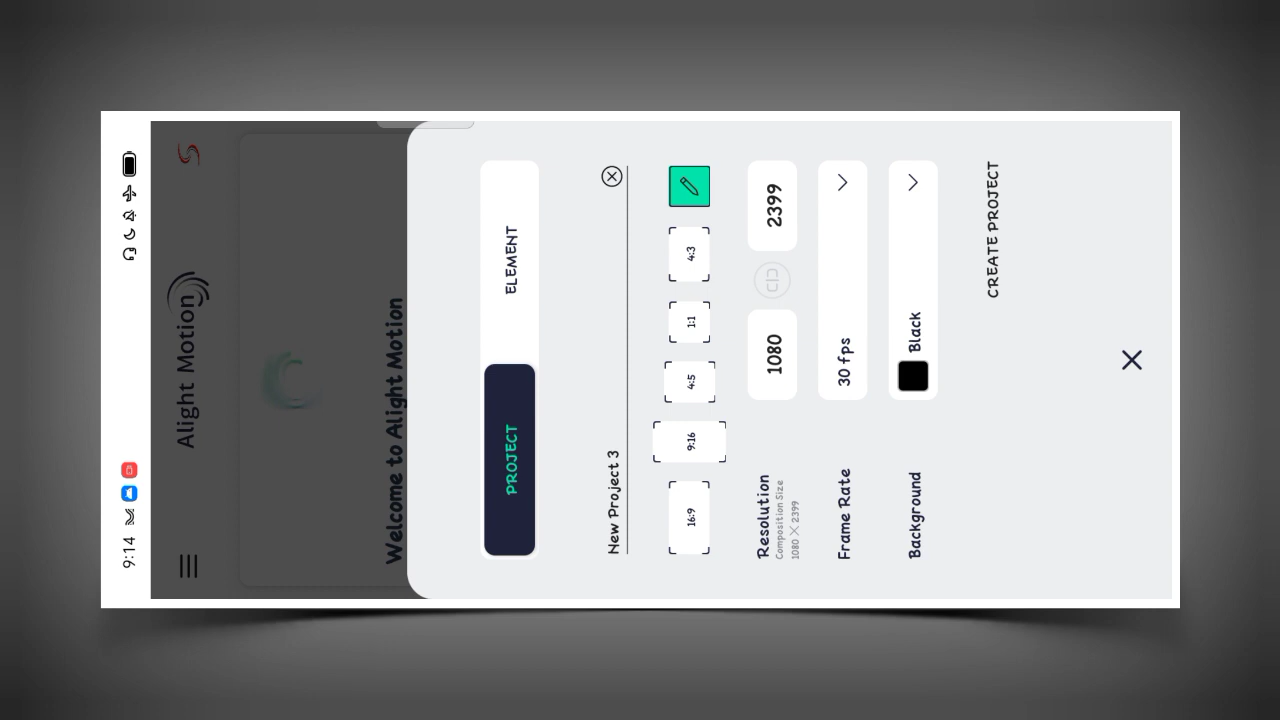 9:14
Alight Motion
Welcome to Alight Motion
PROJECT
ELEMENT
New Project 3
16:9
9:16
4:5
1:1
4:3
Resolution
Composition Size
1080 X 2399
1080
2399
Frame Rate
30 fps
Background
Black
CREATE PROJECT